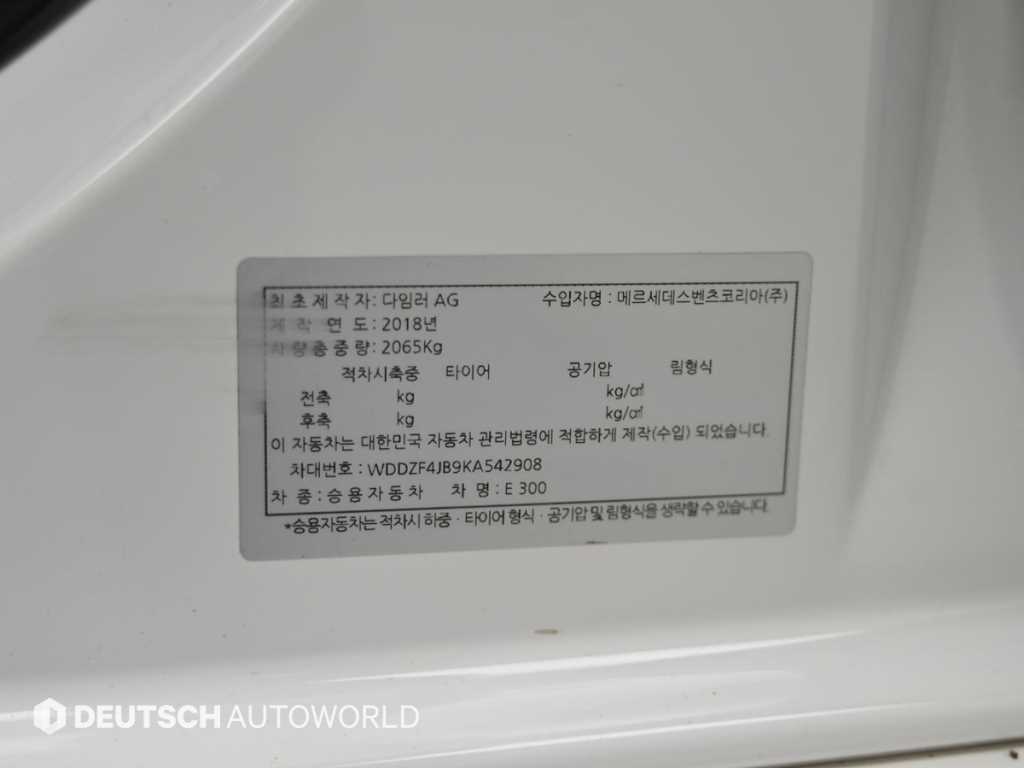 최초제작자: 다임러 AG 수입자명 : 메르세데스벤츠코리아(주)
제작연도: 2018년
차량총중량: 2065Kg
적차시축중 타이어 공기압 림형식
전축 kg kg/㎠
후축 kg kg/㎠
이 자동차는 대한민국 자동차 관리법령에 적합하게 제작(수입) 되었습니다.
차대번호 : WDDZF4JB9KA542908
차 종 : 승용자동차 차 명 : E 300
*승용자동차는 적차시 하중 · 타이어 형식 · 공기압 및 림형식을 생략할 수 있습니다.
DEUTSCH AUTOWORLD